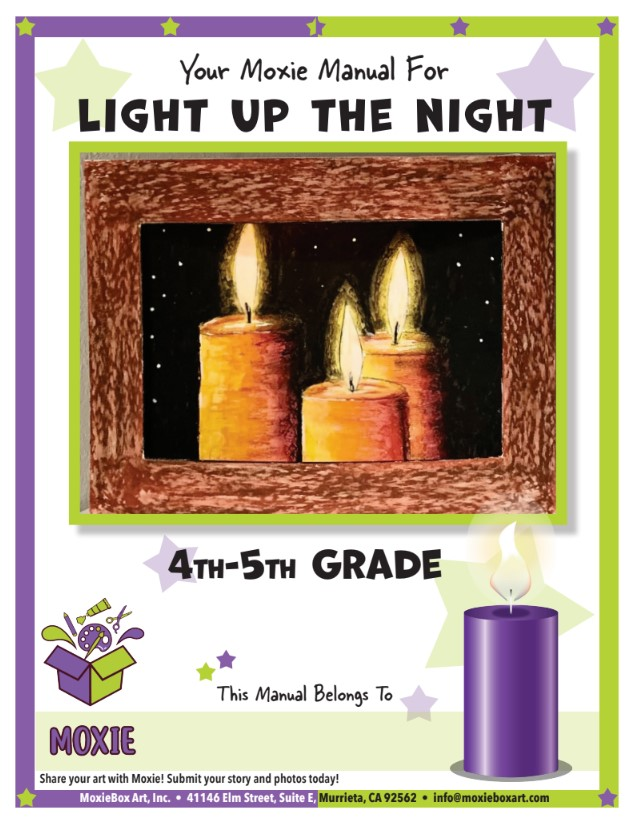 Your Moxie Manual For
LIGHT UP THE NIGHT
4TH-5TH GRADE
This Manual Belongs To
MOXIE
Share your art with Moxie! Submit your story and photos today!
MoxieBox Art, Inc. • 41146 Elm Street, Suite E, Murrieta, CA 92562 • info@moxieboxart.com